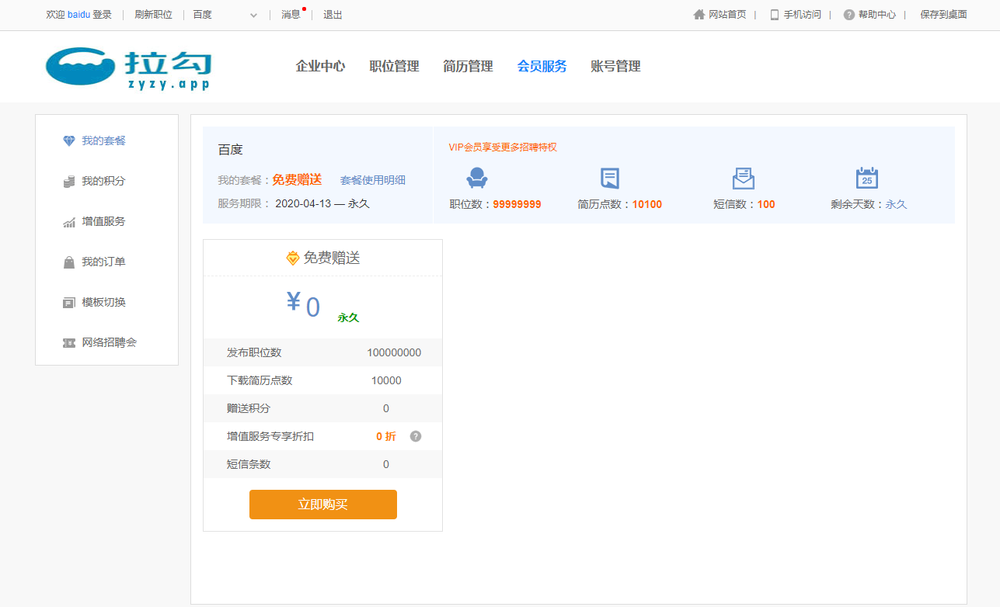 欢迎 baidu 登录 | 刷新职位 | 百度 | 消息 | 退出 网站首页 | 手机访问 | ? 帮助中心 | 保存到桌面
拉勾
zyzy.app
企业中心 职位管理 简历管理 会员服务 账号管理
我的套餐
我的积分
增值服务
我的订单
模板切换
网络招聘会
百度
我的套餐：免费赠送 套餐使用明细
服务期限： 2020-04-13 — 永久
VIP会员享受更多招聘特权
25
职位数：99999999 简历点数：10100 短信数：100 剩余天数：永久
免费赠送
¥ 0 永久
发布职位数 100000000
下载简历点数 10000
赠送积分 0
增值服务专享折扣 0 折 ?
短信条数 0
立即购买